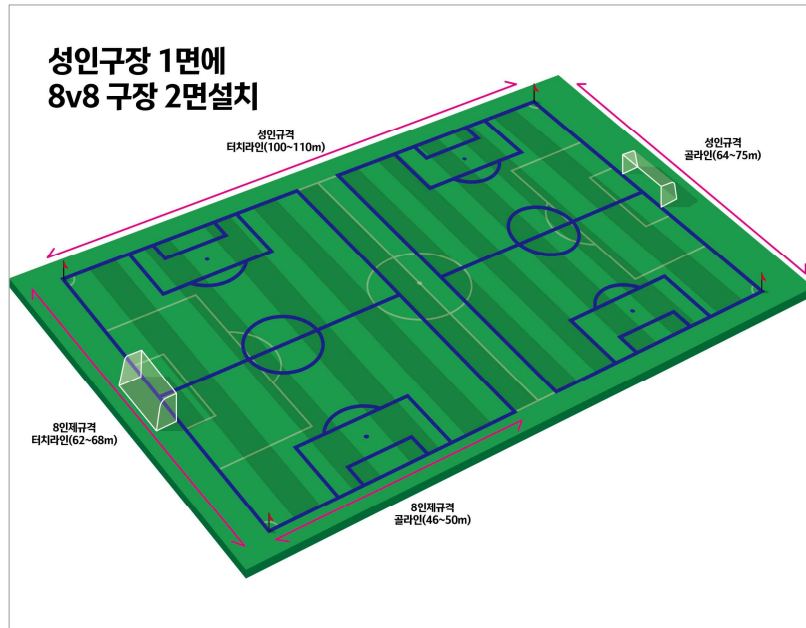 성인구장 1면에
8v8 구장 2면설치
성인규격
터치라인(100~110m)
성인규격
골라인(64~75m)
8인제규격
터치라인(62~68m)
8인제규격
골라인(46~50m)